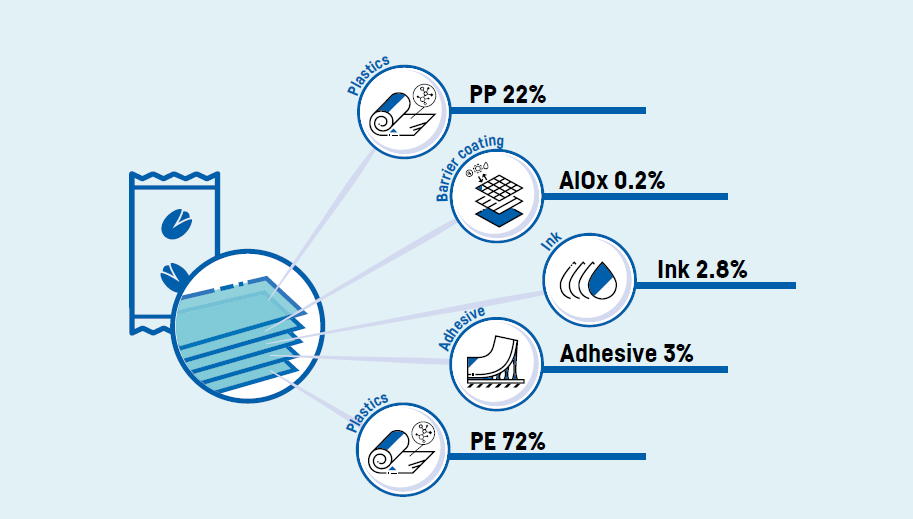 Plastics
PP 22%
Barrier coating
AlOx 0.2%
Ink
Ink 2.8%
Adhesive
Adhesive 3%
Plastics
PE 72%